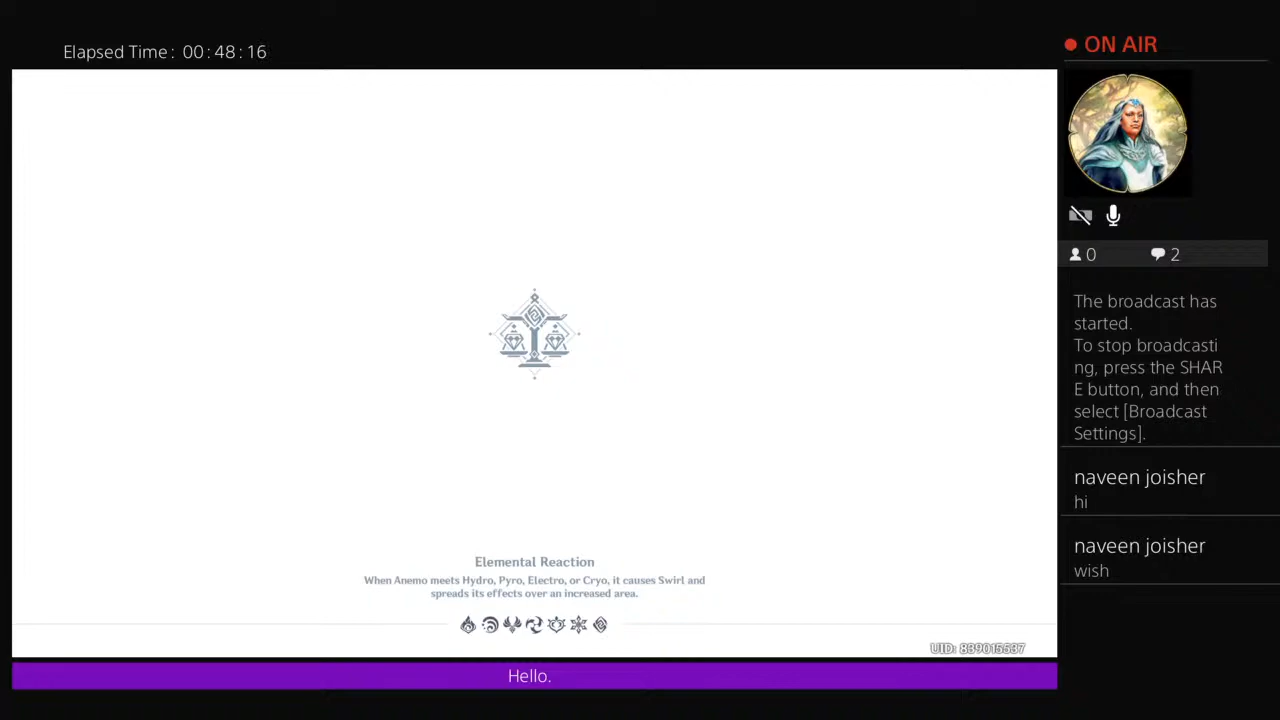 Elapsed Time: 00:48:16
ON AIR
0
2
The broadcast has
started.
To stop broadcasti
ng, press the SHAR
E button, and then
select [Broadcast
Settings].
naveen joisher
hi
naveen joisher
wish
Elemental Reaction
When Anemo meets Hydro, Pyro, Electro, or Cryo, it causes Swirl and
spreads its effects over an increased area.
UID: 839015537
Hello.